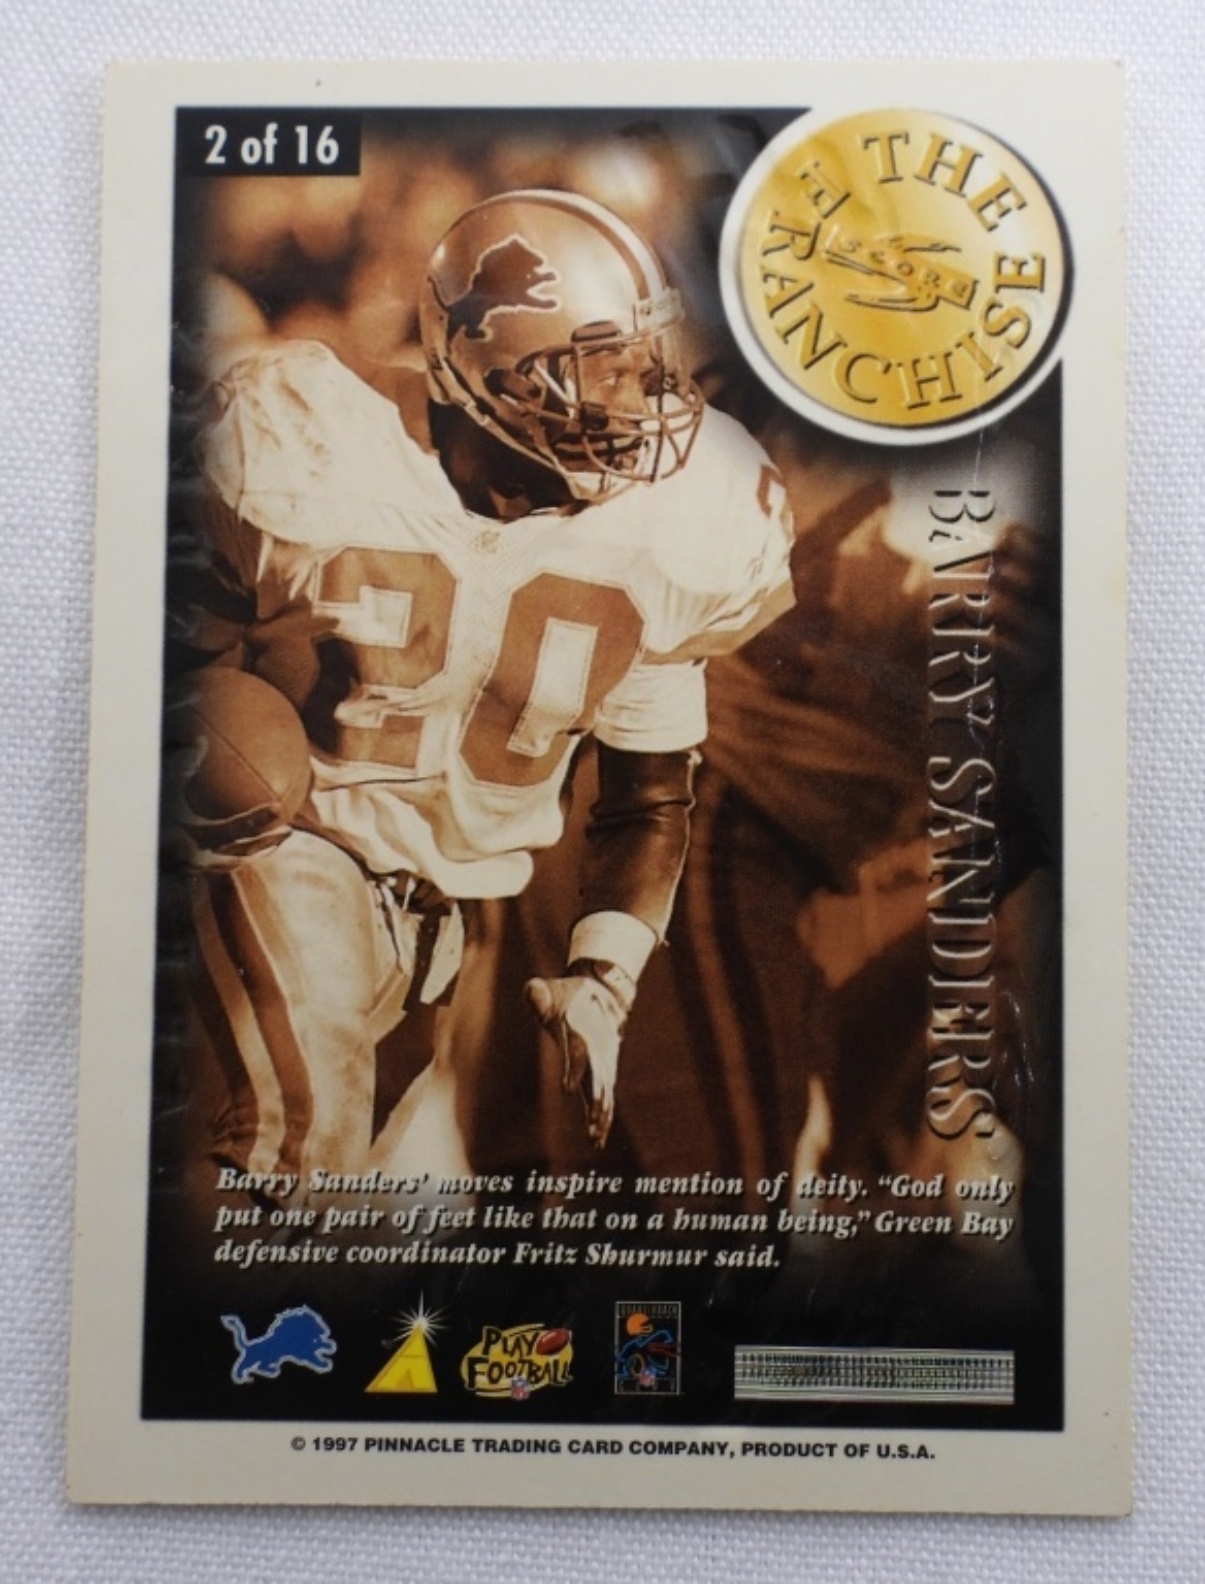 2 of 16
THE FRANCHISE
SCORE
BARRY SANDERS
20
Barry Sanders' moves inspire mention of deity. “God only
put one pair of feet like that on a human being,” Green Bay
defensive coordinator Fritz Shurmur said.
PLAY
FOOTBALL
QUARTERBACK
© 1997 PINNACLE TRADING CARD COMPANY, PRODUCT OF U.S.A.